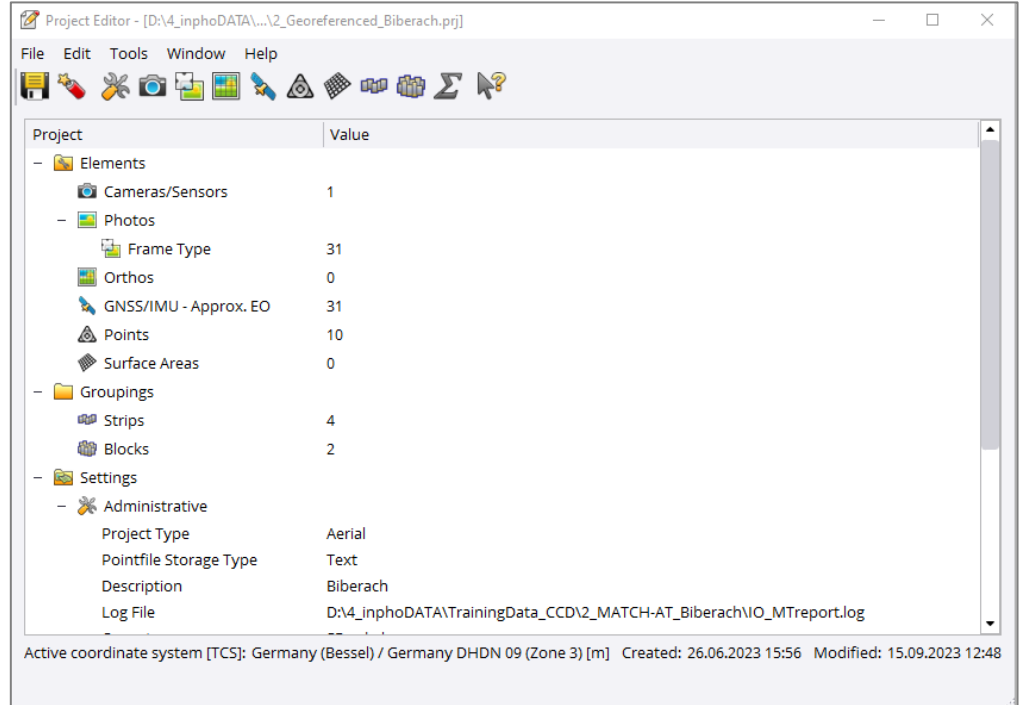 Project Editor - [D:\4_inphoDATA\...\2_Georeferenced_Biberach.prj]
File Edit Tools Window Help
Project Value
Elements
Cameras/Sensors 1
Photos
Frame Type 31
Orthos 0
GNSS/IMU - Approx. EO 31
Points 10
Surface Areas 0
Groupings
Strips 4
Blocks 2
Settings
Administrative
Project Type Aerial
Pointfile Storage Type Text
Description Biberach
Log File D:\4_inphoDATA\TrainingData_CCD\2_MATCH-AT_Biberach\IO_MTreport.log
Active coordinate system [TCS]: Germany (Bessel) / Germany DHDN 09 (Zone 3) [m] Created: 26.06.2023 15:56 Modified: 15.09.2023 12:48